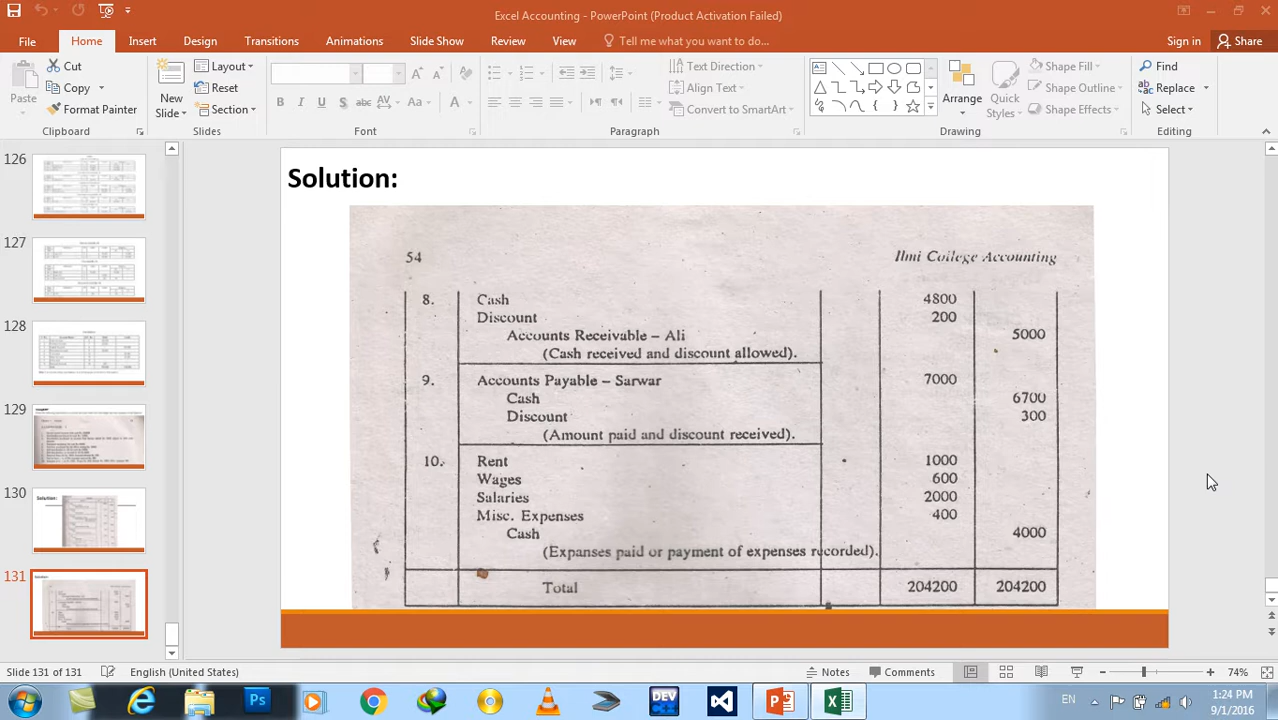 Excel Accounting - PowerPoint (Product Activation Failed)
File Home Insert Design Transitions Animations Slide Show Review View Tell me what you want to do... Sign in Share
Paste Cut Copy Format Painter
Clipboard
New Slide Layout Reset Section
Slides
B I U S abc AV Aa A
Font
Text Direction Align Text Convert to SmartArt
Paragraph
Arrange Quick Styles Shape Fill Shape Outline Shape Effects
Drawing
Find Replace Select
Editing
126
127
128
129
130
131
Solution:
54 Ilmi College Accounting
8. Cash 4800
Discount 200
Accounts Receivable – Ali 5000
(Cash received and discount allowed).
9. Accounts Payable – Sarwar 7000
Cash 6700
Discount 300
(Amount paid and discount received).
10. Rent 1000
Wages 600
Salaries 2000
Misc. Expenses 400
Cash 4000
(Expanses paid or payment of expenses recorded).
Total 204200 204200
Slide 131 of 131 English (United States) Notes Comments 74%
DEV EN 1:24 PM
9/1/2016